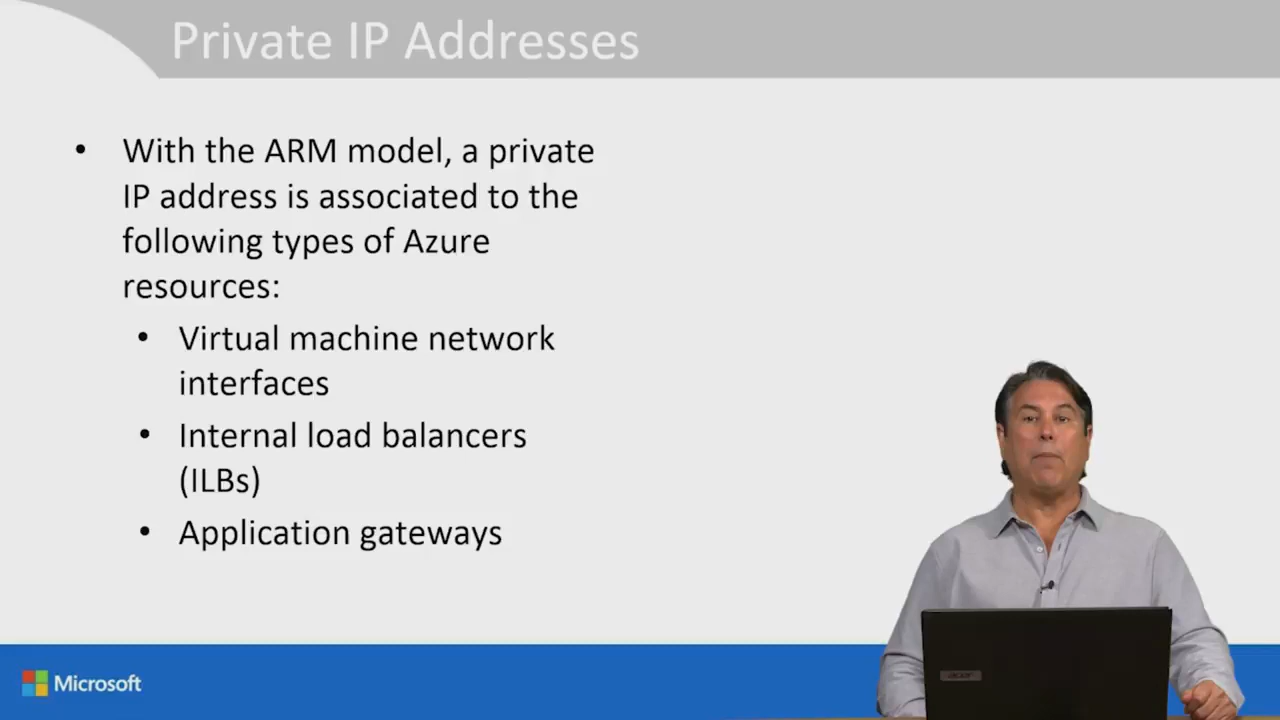 Private IP Addresses
• With the ARM model, a private
IP address is associated to the
following types of Azure
resources:
• Virtual machine network
interfaces
• Internal load balancers
(ILBs)
• Application gateways
Microsoft
acer